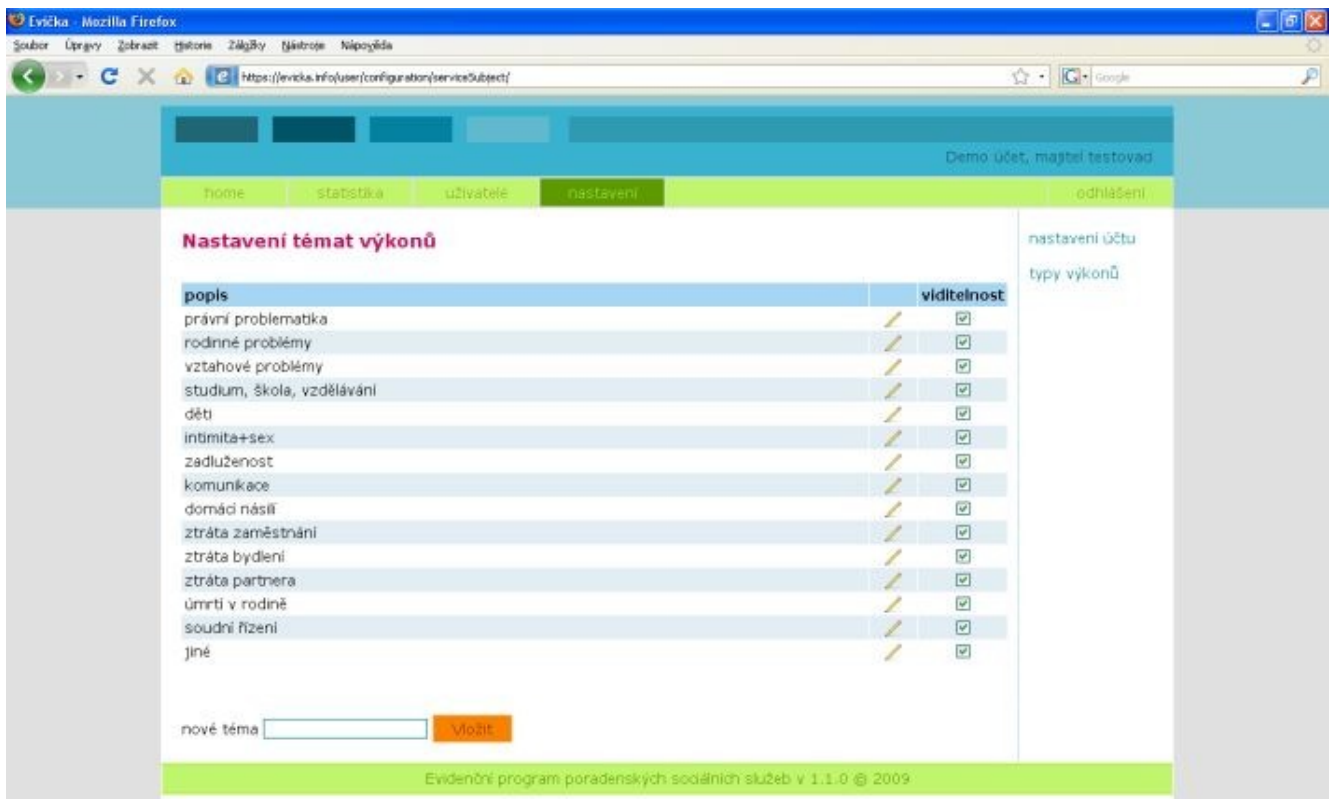 Evička - Mozilla Firefox
Soubor Úpravy Zobrazit Historie Záložky Nástroje Nápověda
https://evicka.info/user/configuration/serviceSubject/ Google
Demo účet, majitel testovací
home statistika uživatelé nastavení odhlášení
Nastavení témat výkonů
nastavení účtu
typy výkonů
popis viditelnost
právní problematika
rodinné problémy
vztahové problémy
studium, škola, vzdělávání
děti
intimita+sex
zadluženost
komunikace
domácí násilí
ztráta zaměstnání
ztráta bydlení
ztráta partnera
úmrtí v rodině
soudní řízení
jiné
nové téma Vložit
Evidenční program poradenských sociálních služeb v 1.1.0 © 2009